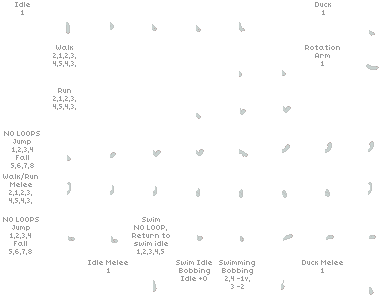 Idle
1
Duck
1
Walk
2,1,2,3,
4,5,4,3,
Rotation
Arm
1
Run
2,1,2,3,
4,5,4,3,
NO LOOPS
Jump
1,2,3,4
Fall
5,6,7,8
Walk/Run
Melee
2,1,2,3,
4,5,4,3,
NO LOOPS
Jump
1,2,3,4
Fall
5,6,7,8
Swim
NO LOOP,
Return to
swim idle
1,2,3,4,5
Idle Melee
1
Swim Idle
Bobbing
Idle +0
Swimming
Bobbing
2,4 -1y,
3 -2
Duck Melee
1